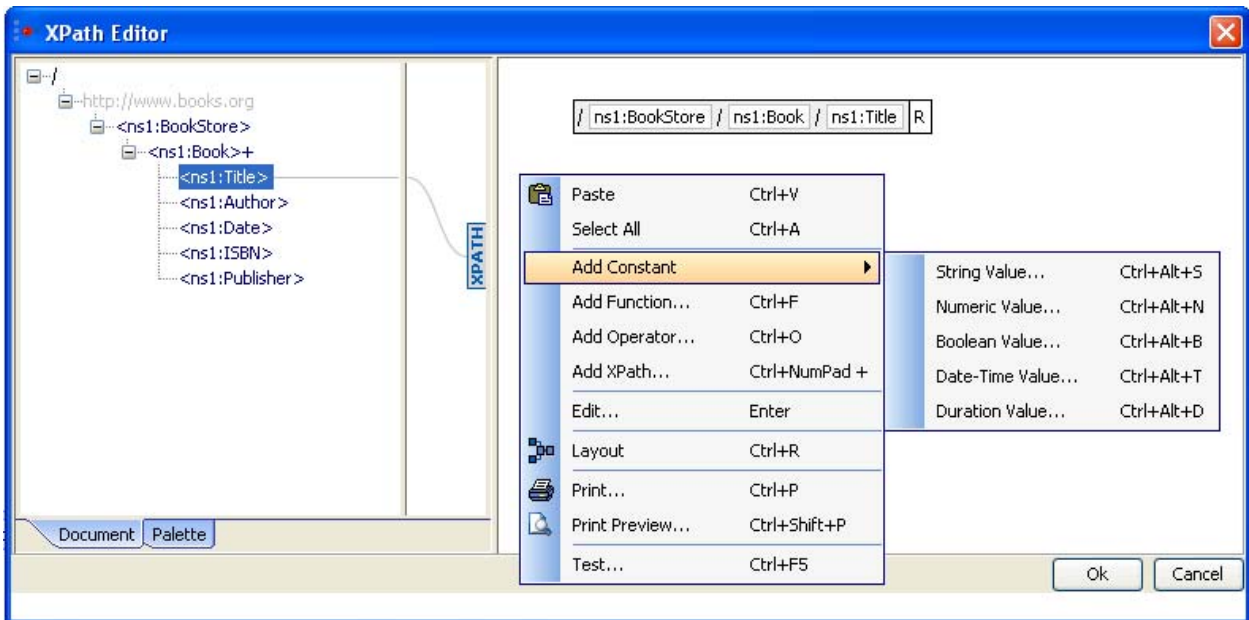 XPath Editor
/
http://www.books.org
<ns1:BookStore>
<ns1:Book>+
<ns1:Title>
<ns1:Author>
<ns1:Date>
<ns1:ISBN>
<ns1:Publisher>
XPATH
/ ns1:BookStore / ns1:Book / ns1:Title R
Paste Ctrl+V
Select All Ctrl+A
Add Constant
Add Function... Ctrl+F
Add Operator... Ctrl+O
Add XPath... Ctrl+NumPad +
Edit... Enter
Layout Ctrl+R
Print... Ctrl+P
Print Preview... Ctrl+Shift+P
Test... Ctrl+F5
String Value... Ctrl+Alt+S
Numeric Value... Ctrl+Alt+N
Boolean Value... Ctrl+Alt+B
Date-Time Value... Ctrl+Alt+T
Duration Value... Ctrl+Alt+D
Document Palette
Ok Cancel